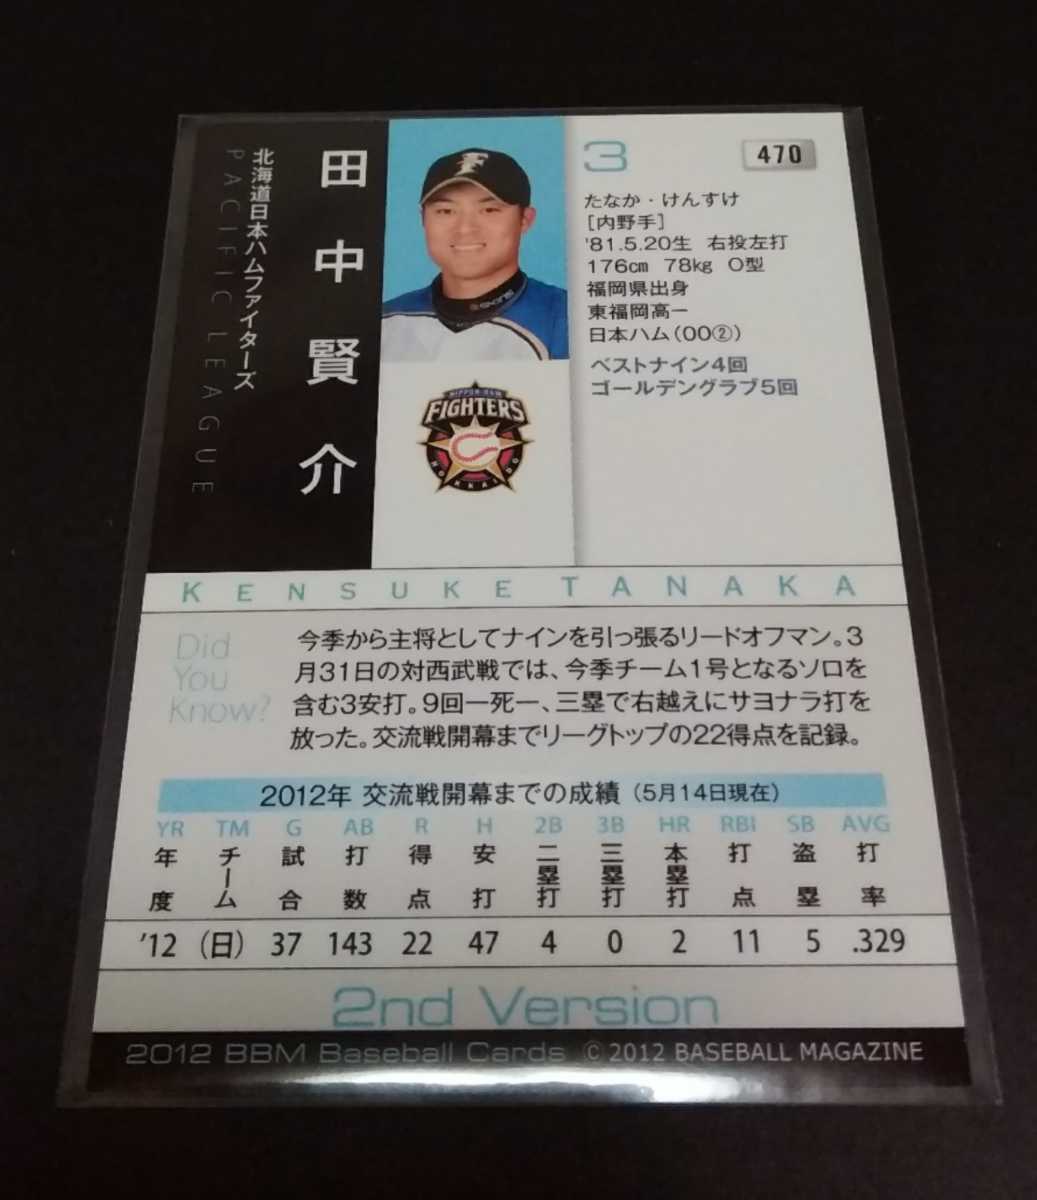 田中賢介
北海道日本ハムファイターズ
PACIFIC LEAGUE
F
SKINS
NIPPON-HAM
FIGHTERS
HOKKAIDO
3
470
たなか・けんすけ
[内野手]
'81.5.20生 右投左打
176㎝ 78㎏ O型
福岡県出身
東福岡高ー
日本ハム(00②)
ベストナイン4回
ゴールデングラブ5回
KENSUKE TANAKA
Did
You
Know?
今季から主将としてナインを引っ張るリードオフマン。3
月31日の対西武戦では、今季チーム1号となるソロを
含む3安打。9回一死一、三塁で右越えにサヨナラ打を
放った。交流戦開幕までリーグトップの22得点を記録。
2012年 交流戦開幕までの成績(5月14日現在)
YR TM G AB R H 2B 3B HR RBI SB AVG
年度 チーム 試合 打数 得点 安打 二塁打 三塁打 本塁打 打点 盗塁 打率
'12 (日) 37 143 22 47 4 0 2 11 5 .329
2nd Version
2012 BBM Baseball Cards © 2012 BASEBALL MAGAZINE